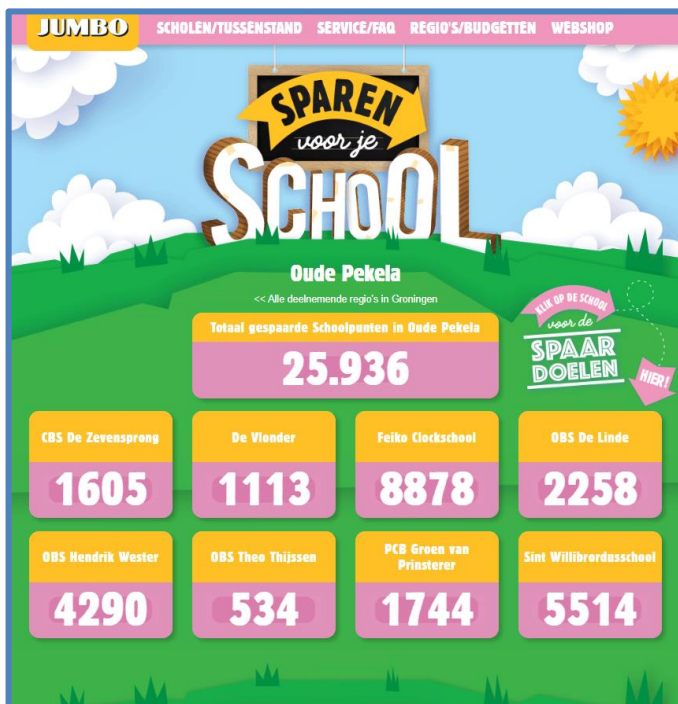 JUMBO SCHOLEN/TUSSENSTAND SERVICE/FAQ REGIO'S/BUDGETTEN WEBSHOP
SPAREN
voor je
SCHOOL
Oude Pekela
<< Alle deelnemende regio's in Groningen
Totaal gespaarde Schoolpunten in Oude Pekela
25.936
KLIK OP DE SCHOOL
voor de
SPAAR
DOELEN
HIER!
CBS De Zevensprong
1605
De Vlonder
1113
Feiko Clockschool
8878
OBS De Linde
2258
OBS Hendrik Wester
4290
OBS Theo Thijssen
534
PCB Groen van
Prinsterer
1744
Sint Willibrordusschool
5514